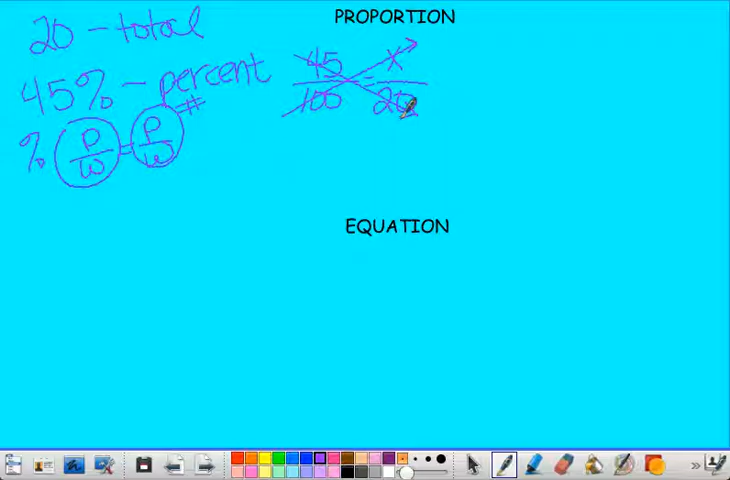 PROPORTION
20 - total
45% - percent
45/100 = x/20
% p/w = p/w #
EQUATION